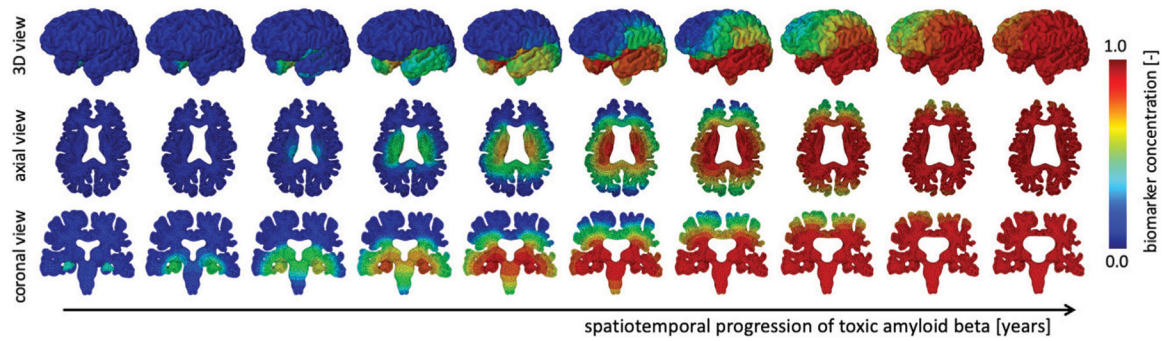 3D view
axial view
coronal view
1.0
biomarker concentration [-]
0.0
spatiotemporal progression of toxic amyloid beta [years]